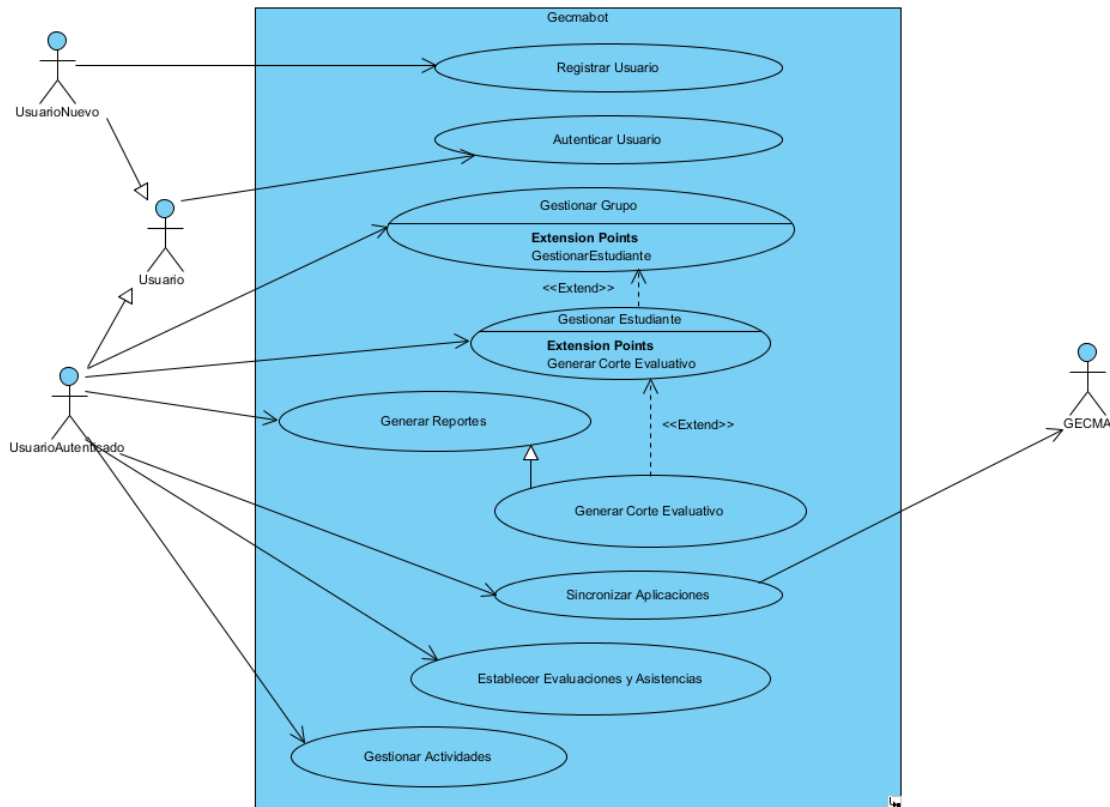 Gecmabot
UsuarioNuevo
Registrar Usuario
Autenticar Usuario
Usuario
Gestionar Grupo
Extension Points
GestionarEstudiante
<<Extend>>
Gestionar Estudiante
Extension Points
Generar Corte Evaluativo
UsuarioAutenticado
Generar Reportes
<<Extend>>
GECMA
Generar Corte Evaluativo
Sincronizar Aplicaciones
Establecer Evaluaciones y Asistencias
Gestionar Actividades